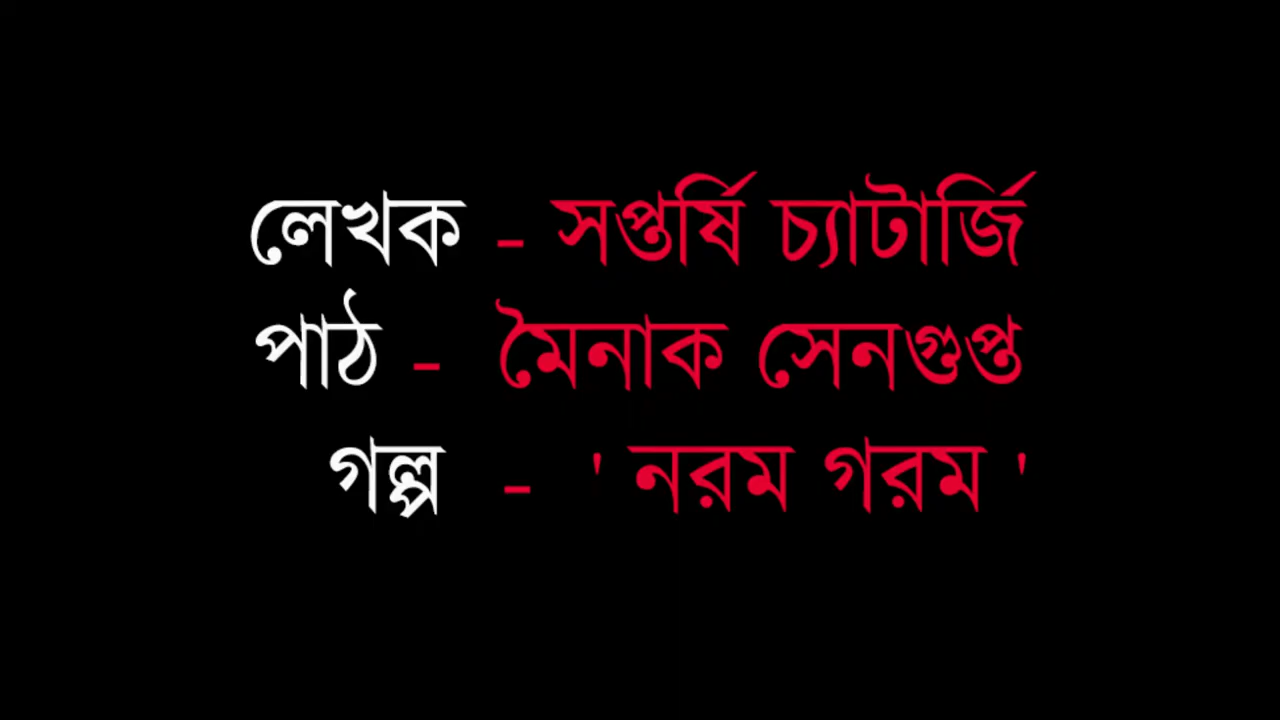 লেখক - সপ্তর্ষি চ্যাটার্জি
পাঠ - মৈনাক সেনগুপ্ত
গল্প - ' নরম গরম '